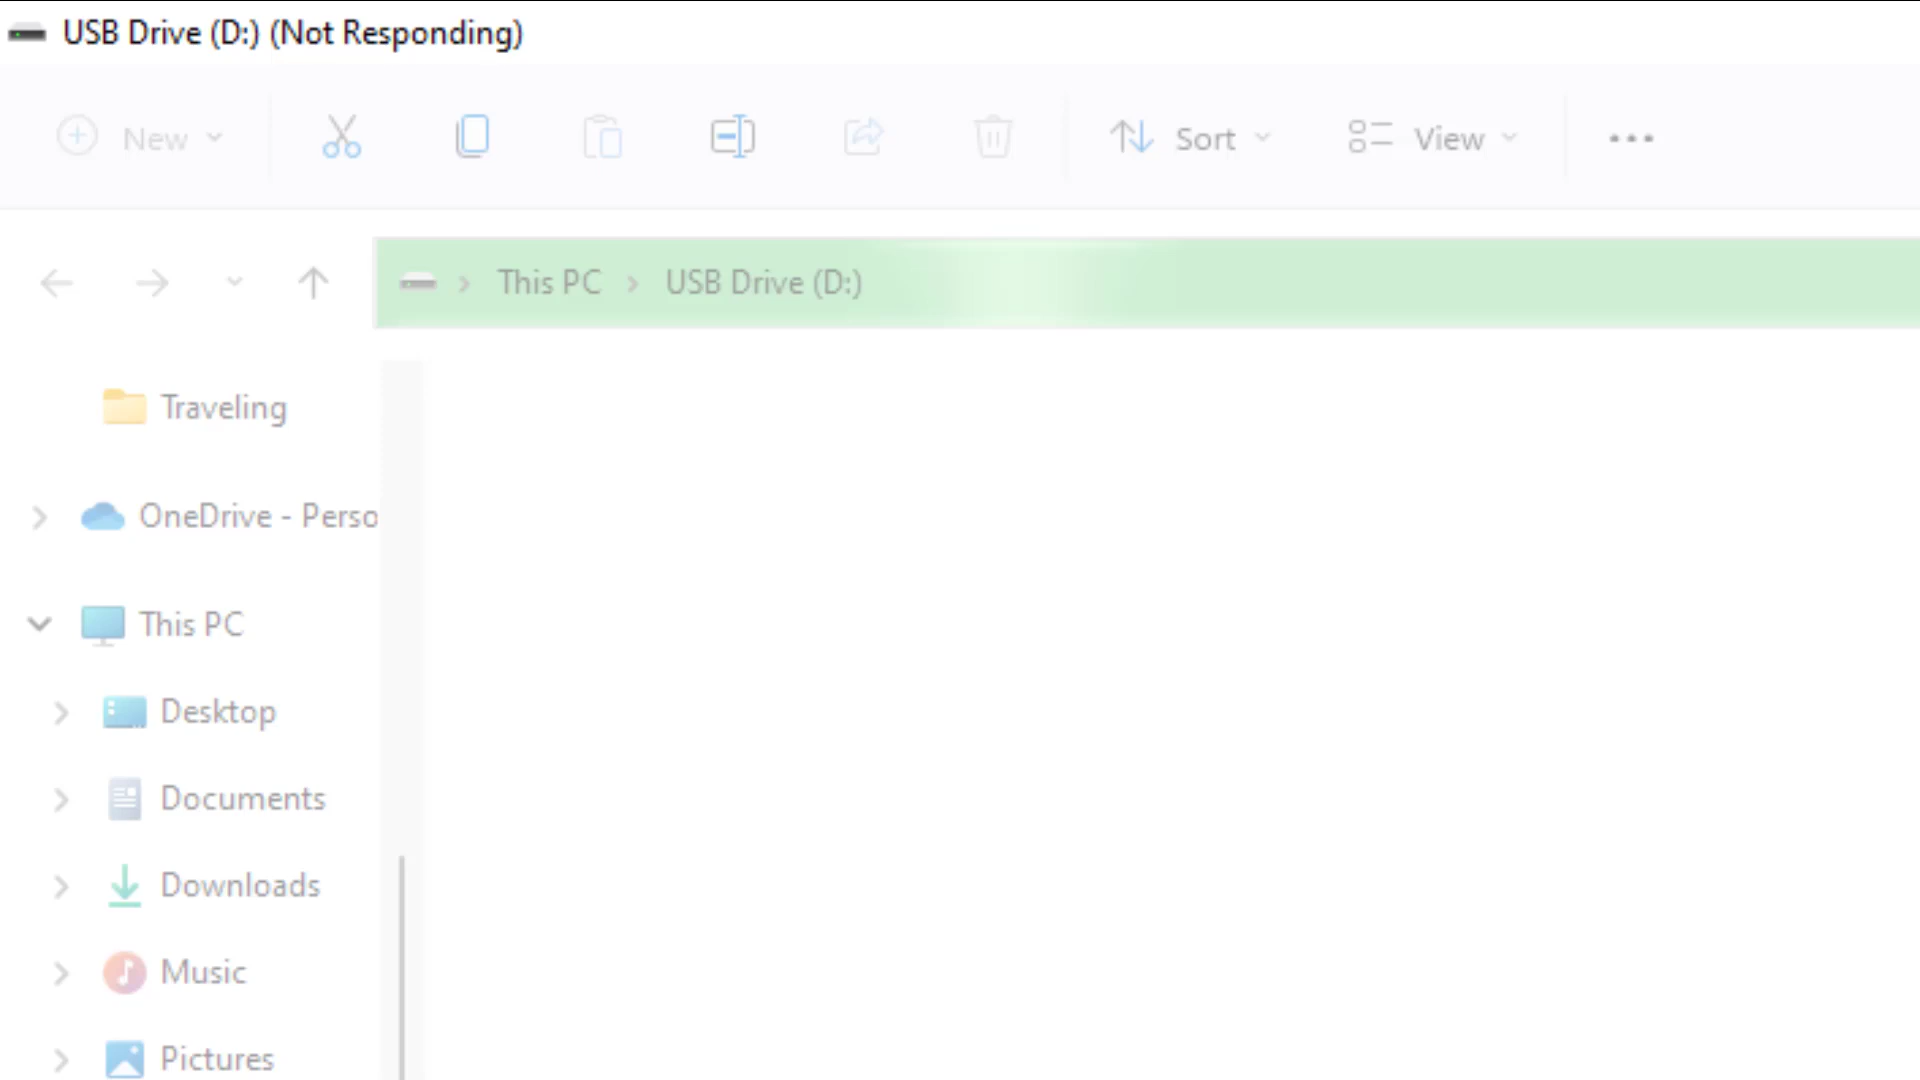 USB Drive (D:) (Not Responding)
New
Sort
View
This PC
USB Drive (D:)
Traveling
OneDrive - Perso
This PC
Desktop
Documents
Downloads
Music
Pictures